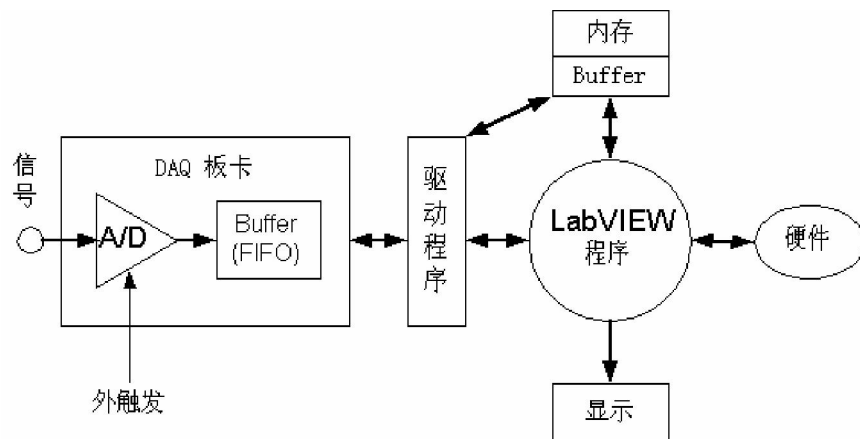 内存
Buffer
信号
DAQ 板卡
A/D
Buffer
(FIFO)
驱动程序
LabVIEW
程序
硬件
外触发
显示